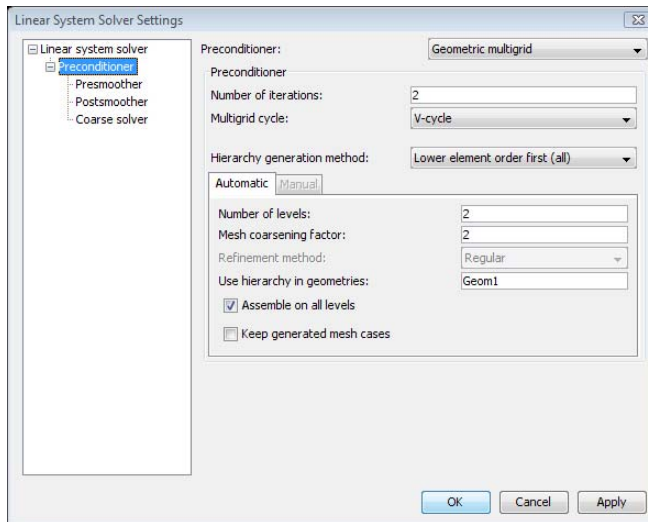 Linear System Solver Settings
Linear system solver
Preconditioner
Presmoother
Postsmoother
Coarse solver
Preconditioner: Geometric multigrid
Preconditioner
Number of iterations: 2
Multigrid cycle: V-cycle
Hierarchy generation method: Lower element order first (all)
Automatic Manual
Number of levels: 2
Mesh coarsening factor: 2
Refinement method: Regular
Use hierarchy in geometries: Geom1
Assemble on all levels
Keep generated mesh cases
OK Cancel Apply